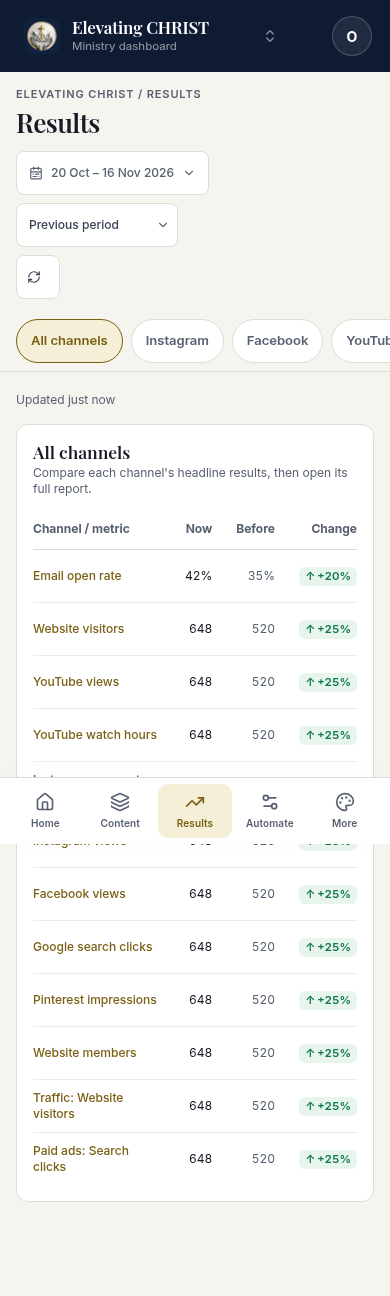 Elevating CHRIST
Ministry dashboard
O
ELEVATING CHRIST / RESULTS
Results
20 Oct – 16 Nov 2026
Previous period
All channels
Instagram
Facebook
Updated just now
All channels
Compare each channel's headline results, then open its
full report.
Channel / metric Now Before Change
Email open rate 42% 35% ↑ +20%
Website visitors 648 520 ↑ +25%
YouTube views 648 520 ↑ +25%
YouTube watch hours 648 520 ↑ +25%
Home
Content
Results
Automate
More
Facebook views 648 520 ↑ +25%
Google search clicks 648 520 ↑ +25%
Pinterest impressions 648 520 ↑ +25%
Website members 648 520 ↑ +25%
Traffic: Website
visitors 648 520 ↑ +25%
Paid ads: Search
clicks 648 520 ↑ +25%